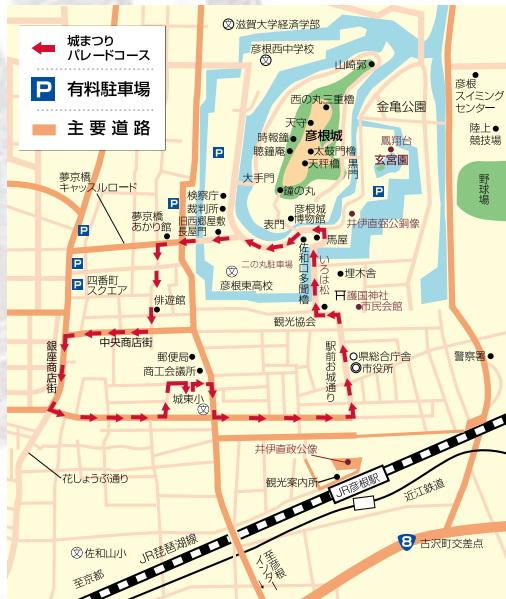 城まつり
パレードコース
P 有料駐車場
主要道路
文 滋賀大学経済学部
彦根西中学校
文
山崎郭
西の丸三重櫓
金亀公園
彦根
スイミング
センター
天守
彦根城
時報鐘
太鼓門櫓
聴鐘庵
天秤櫓
黒門
鳳翔台
玄宮園
陸上
競技場
野球場
P
P
大手門
鐘の丸
夢京橋
キャッスルロード
検察庁
裁判所
旧西郷屋敷
長屋門
表門
彦根城
博物館
井伊直弼公銅像
P
夢京橋
あかり館
P
馬屋
佐和口多聞櫓
いろは松
二の丸駐車場
文
彦根東高校
埋木舎
P
P
四番町
スクエア
俳遊館
護国神社
市民会館
観光協会
中央商店街
銀座商店街
郵便局
商工会議所
城東小
文
駅前お城通り
県総合庁舎
市役所
警察署
井伊直政公像
観光案内所
JR彦根駅
近江鉄道
花しょうぶ通り
文 佐和山小
JR琵琶湖線
至京都
至彦根
インター
8 古沢町交差点